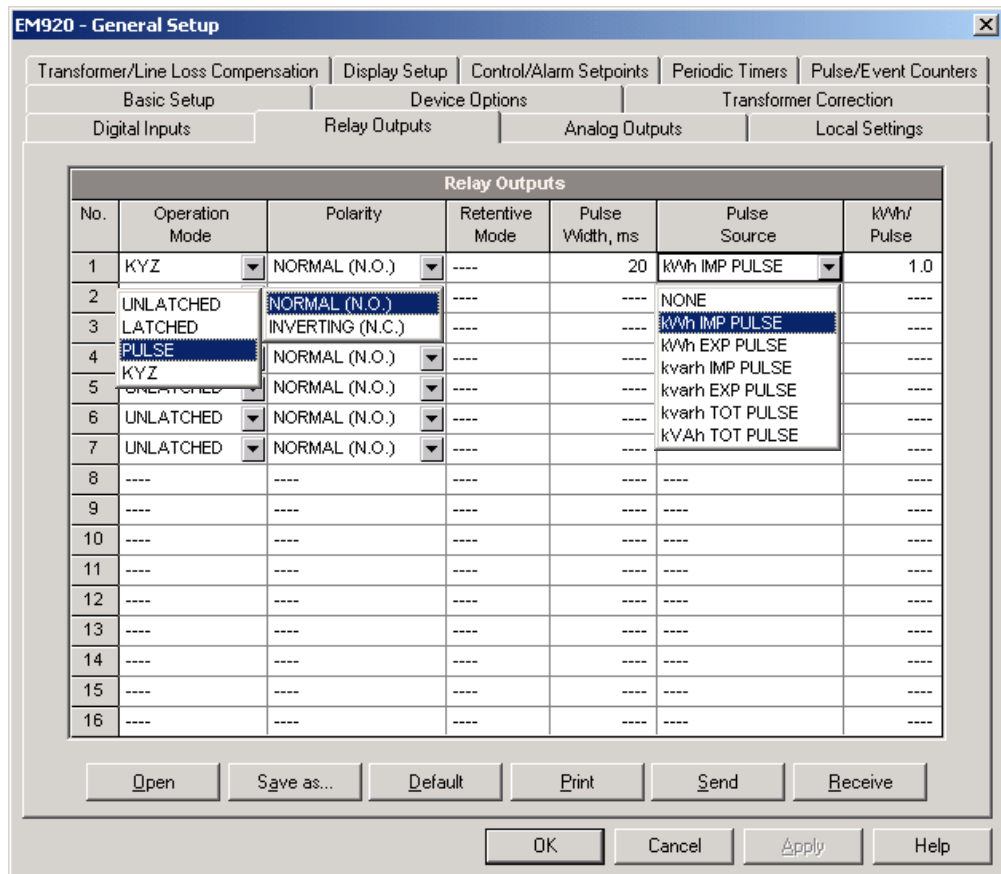 EM920 - General Setup
Transformer/Line Loss Compensation Display Setup Control/Alarm Setpoints Periodic Timers Pulse/Event Counters
Basic Setup Device Options Transformer Correction
Digital Inputs Relay Outputs Analog Outputs Local Settings
Relay Outputs
No. Operation Mode Polarity Retentive Mode Pulse Width, ms Pulse Source kWh/ Pulse
1 KYZ NORMAL (N.O.) ---- 20 kWh IMP PULSE 1.0
2 ---- ---- ----
3 ---- ---- ----
4 NORMAL (N.O.) ---- ---- ----
5 UNLATCHED NORMAL (N.O.) ---- ---- ----
6 UNLATCHED NORMAL (N.O.) ---- ---- ----
7 UNLATCHED NORMAL (N.O.) ---- ---- ----
UNLATCHED
LATCHED
PULSE
KYZ
NORMAL (N.O.)
INVERTING (N.C.)
NONE
kWh IMP PULSE
kWh EXP PULSE
kvarh IMP PULSE
kvarh EXP PULSE
kvarh TOT PULSE
kVAh TOT PULSE
8 ---- ---- ---- ---- ---- ----
9 ---- ---- ---- ---- ---- ----
10 ---- ---- ---- ---- ---- ----
11 ---- ---- ---- ---- ---- ----
12 ---- ---- ---- ---- ---- ----
13 ---- ---- ---- ---- ---- ----
14 ---- ---- ---- ---- ---- ----
15 ---- ---- ---- ---- ---- ----
16 ---- ---- ---- ---- ---- ----
Open Save as... Default Print Send Receive
OK Cancel Apply Help